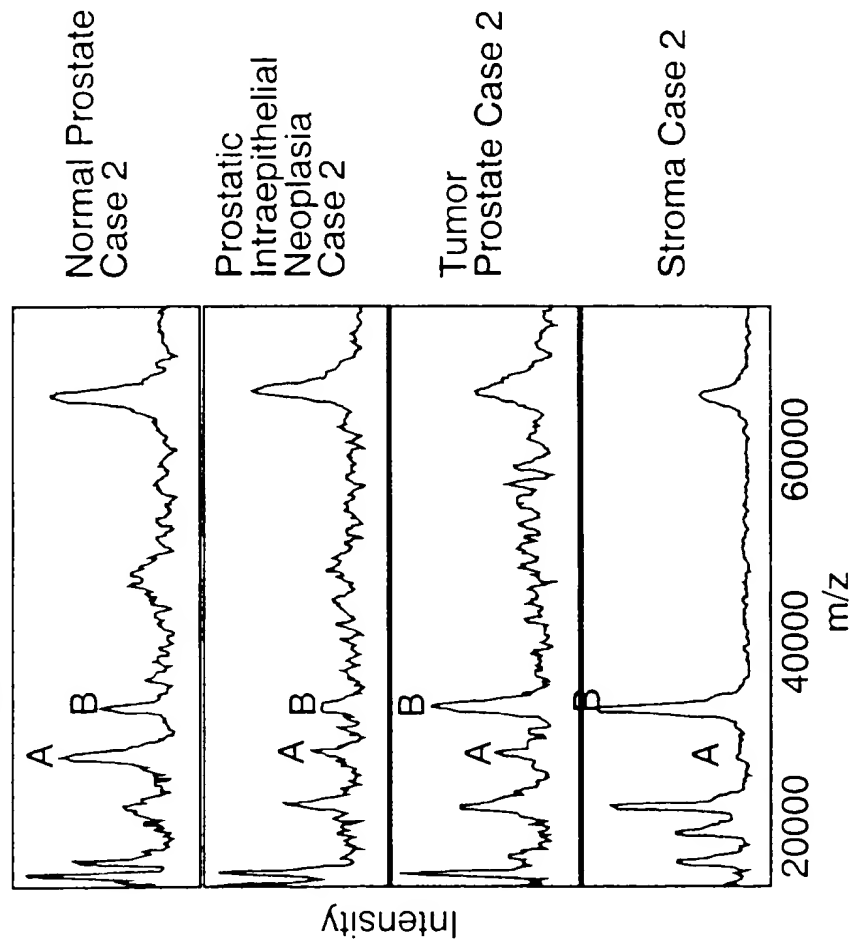 Normal Prostate
Case 2
A
B
Prostatic
Intraepithelial
Neoplasia
Case 2
A
B
Tumor
Prostate Case 2
A
B
Stroma Case 2
A
B
20000
40000
60000
m/z
Intensity